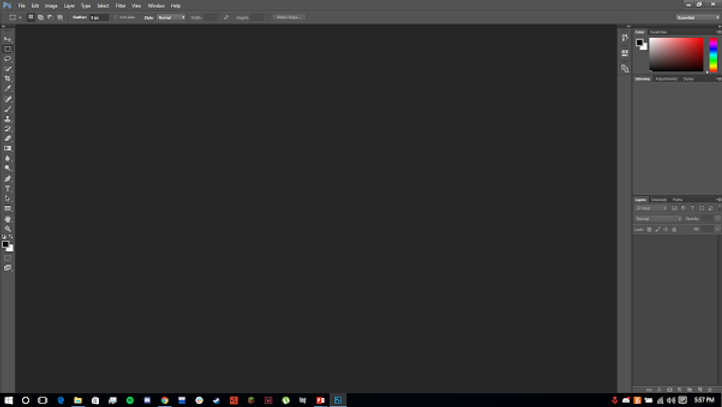 Ps File Edit Image Layer Type Select Filter View Window Help
Feather: 0 px Anti-alias Style: Normal Width: Height: Refine Edge... Essentials
Color Swatches
Libraries Adjustments Styles
Layers Channels Paths
Kind
Normal Opacity:
Lock: Fill:
5:57 PM